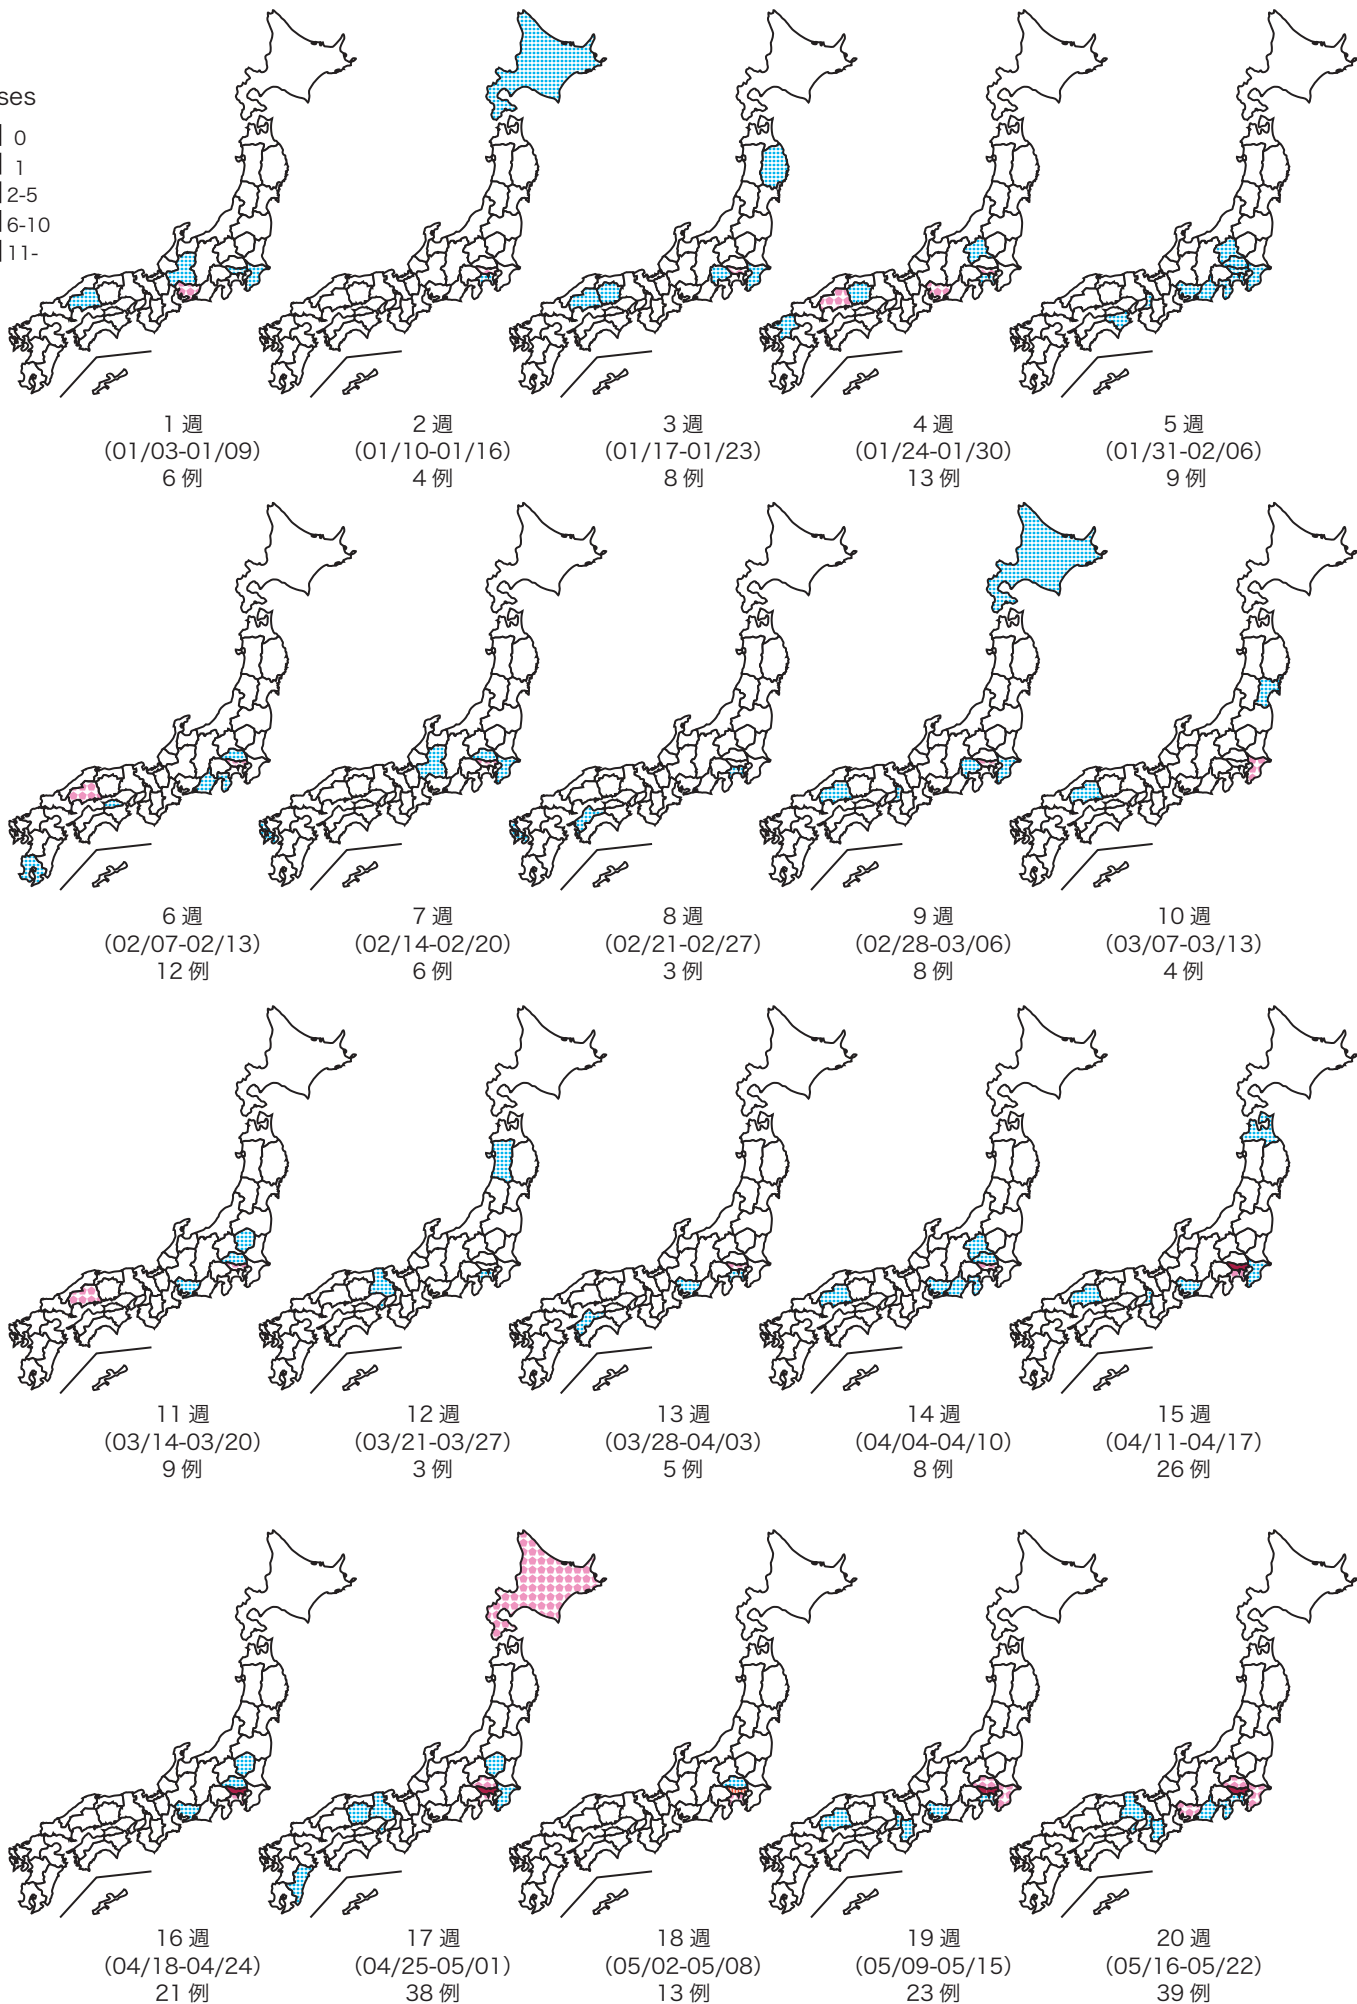 ses
0
1
2-5
6-10
11-
1 週
(01/03-01/09)
6 例
2 週
(01/10-01/16)
4 例
3 週
(01/17-01/23)
8 例
4 週
(01/24-01/30)
13 例
5 週
(01/31-02/06)
9 例
6 週
(02/07-02/13)
12 例
7 週
(02/14-02/20)
6 例
8 週
(02/21-02/27)
3 例
9 週
(02/28-03/06)
8 例
10 週
(03/07-03/13)
4 例
11 週
(03/14-03/20)
9 例
12 週
(03/21-03/27)
3 例
13 週
(03/28-04/03)
5 例
14 週
(04/04-04/10)
8 例
15 週
(04/11-04/17)
26 例
16 週
(04/18-04/24)
21 例
17 週
(04/25-05/01)
38 例
18 週
(05/02-05/08)
13 例
19 週
(05/09-05/15)
23 例
20 週
(05/16-05/22)
39 例